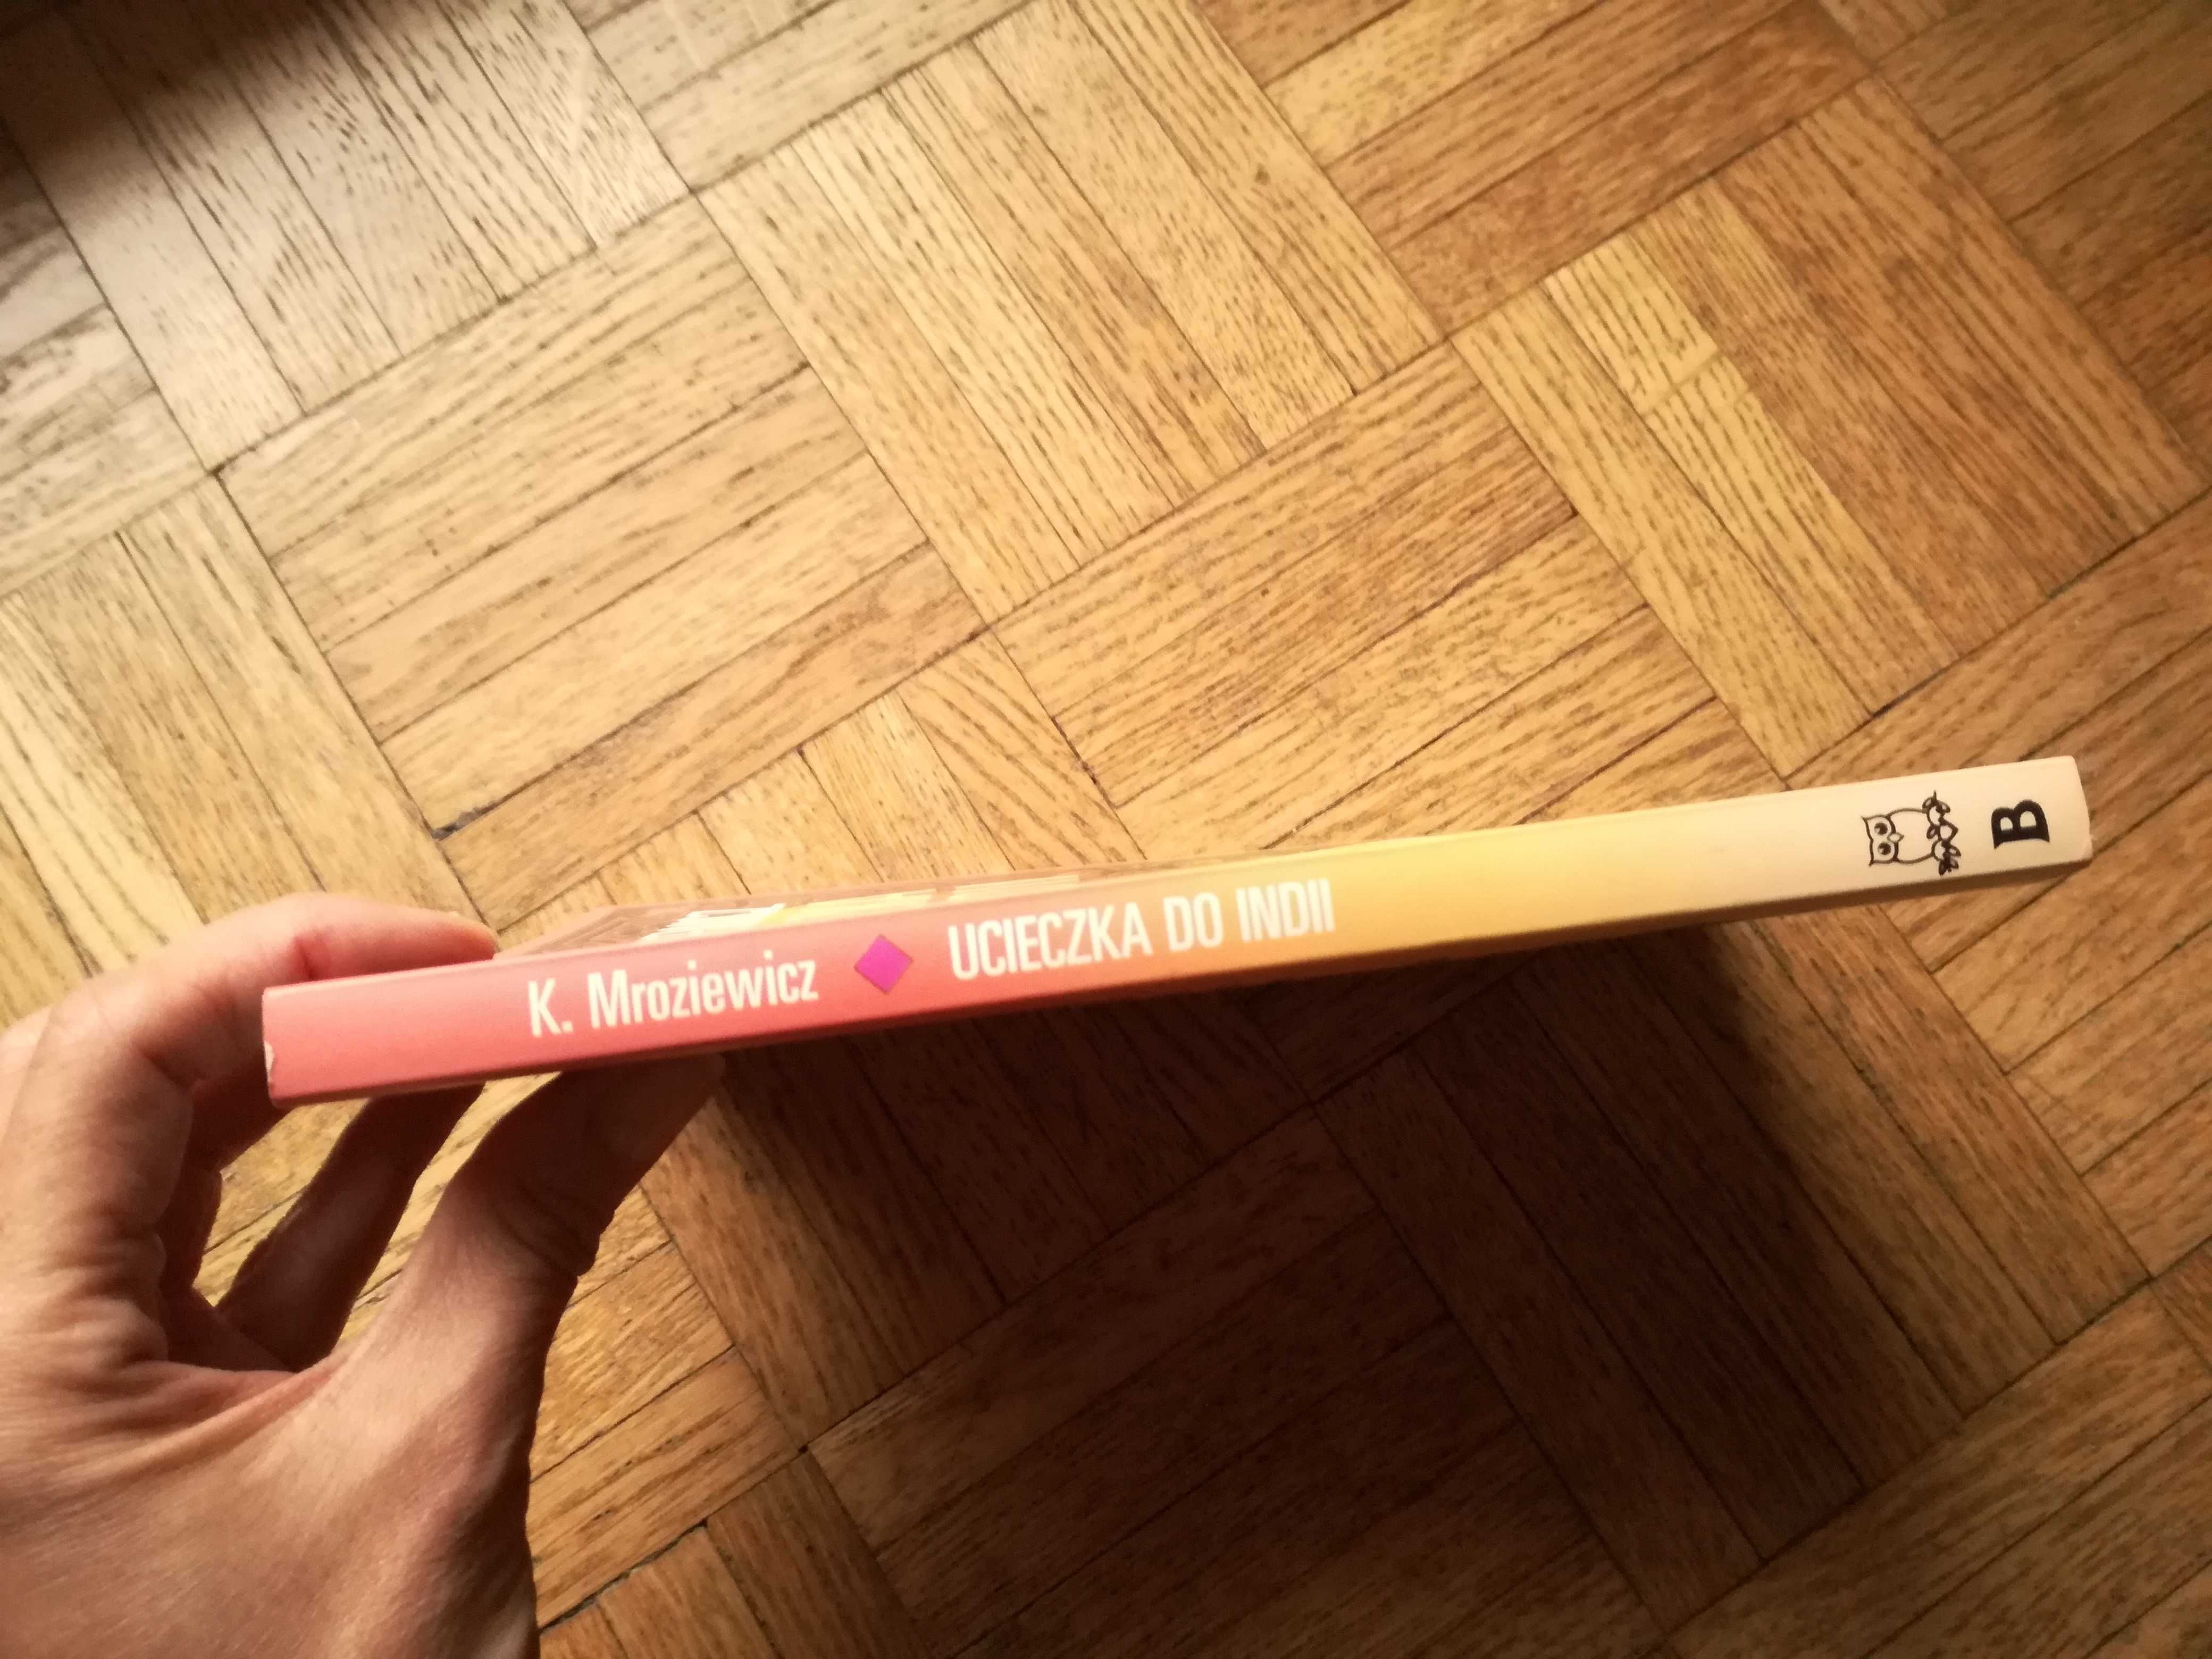 K. Mroziewicz UCIECZKA DO INDII
B